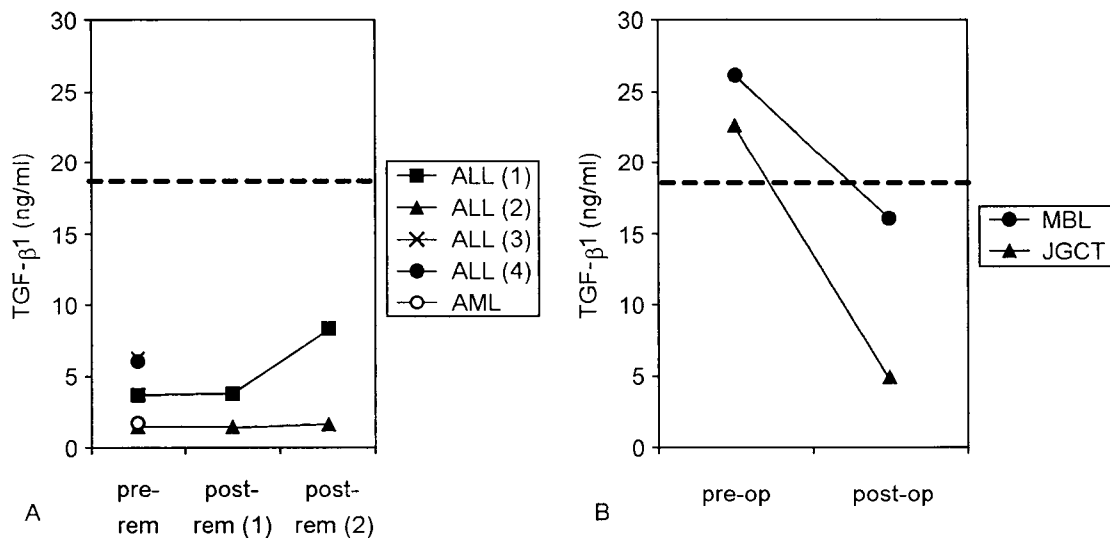 30
25
20
15
10
5
0
TGF-β1 (ng/ml)
pre-
rem
post-
rem (1)
post-
rem (2)
A
ALL (1)
ALL (2)
ALL (3)
ALL (4)
AML
30
25
20
15
10
5
0
TGF-β1 (ng/ml)
pre-op
post-op
B
MBL
JGCT